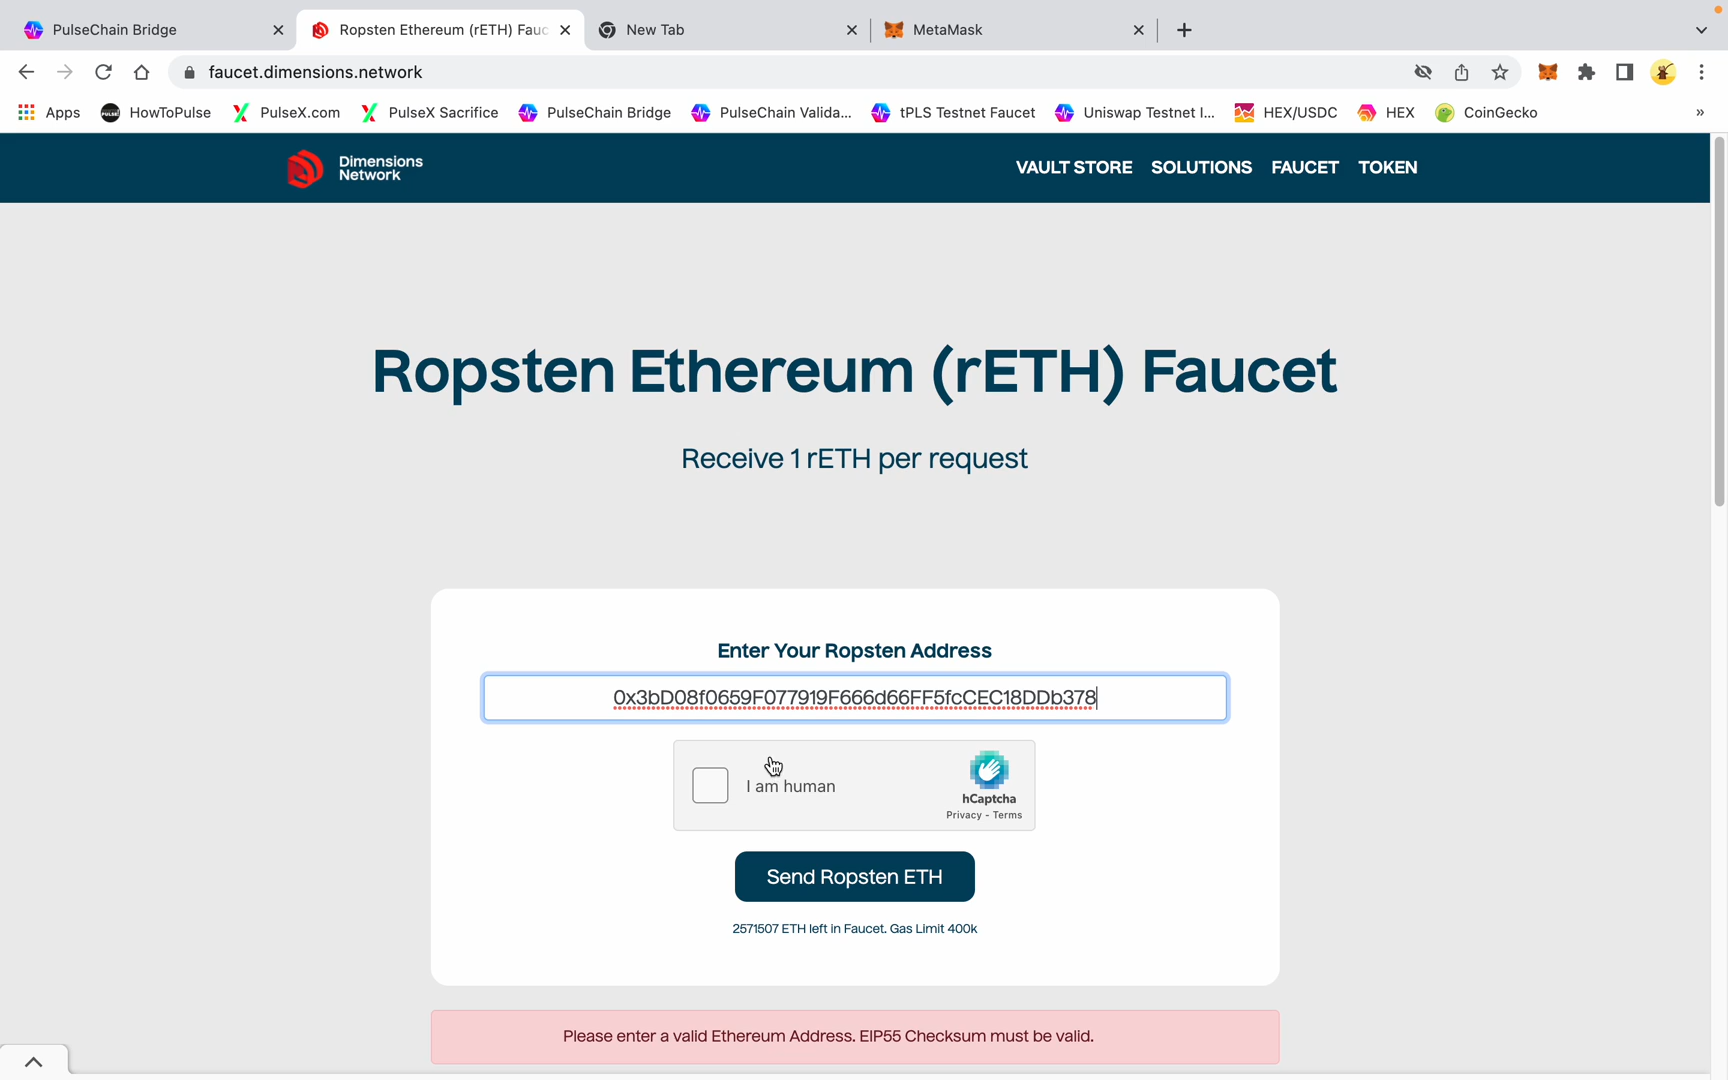 PulseChain Bridge
Ropsten Ethereum (rETH) Fauc
New Tab
MetaMask
faucet.dimensions.network
Apps
HowToPulse
PulseX.com
PulseX Sacrifice
PulseChain Bridge
PulseChain Valida...
tPLS Testnet Faucet
Uniswap Testnet I...
HEX/USDC
HEX
CoinGecko
»
Dimensions
Network
VAULT STORE SOLUTIONS FAUCET TOKEN
Ropsten Ethereum (rETH) Faucet
Receive 1 rETH per request
Enter Your Ropsten Address
0x3bD08f0659F077919F666d66FF5fcCEC18DDb378
I am human
hCaptcha
Privacy - Terms
Send Ropsten ETH
2571507 ETH left in Faucet. Gas Limit 400k
Please enter a valid Ethereum Address. EIP55 Checksum must be valid.